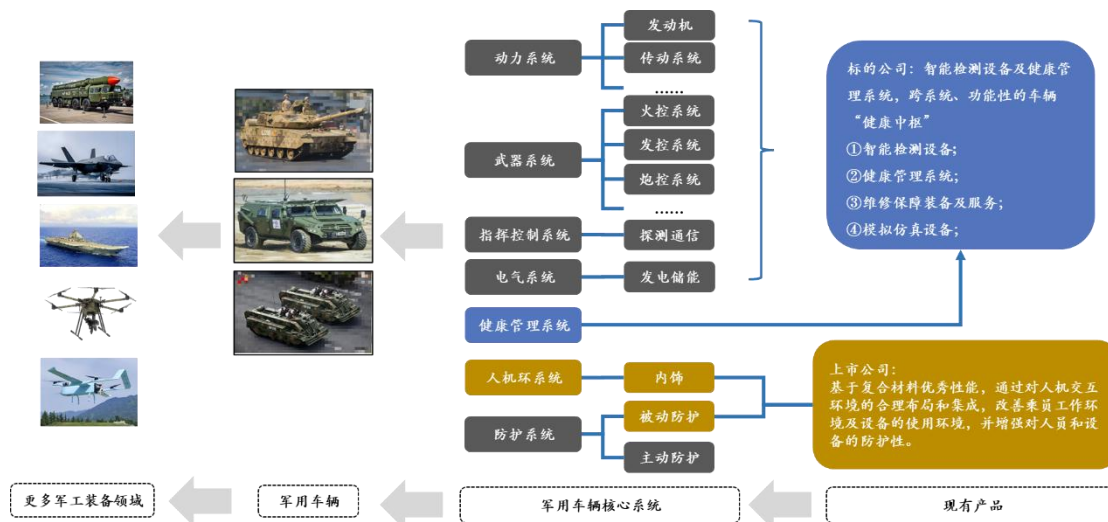 动力系统
发动机
传动系统
......
武器系统
火控系统
发控系统
炮控系统
......
指挥控制系统
探测通信
电气系统
发电储能
健康管理系统
人机环系统
内饰
防护系统
被动防护
主动防护
标的公司：智能检测设备及健康管
理系统，跨系统、功能性的车辆
“健康中枢”
①智能检测设备；
②健康管理系统；
③维修保障装备及服务；
④模拟仿真设备；
上市公司：
基于复合材料优秀性能，通过对人机交互
环境的合理布局和集成，改善乘员工作环
境及设备的使用环境，并增强对人员和设
备的防护性。
更多军工装备领域
军用车辆
军用车辆核心系统
现有产品